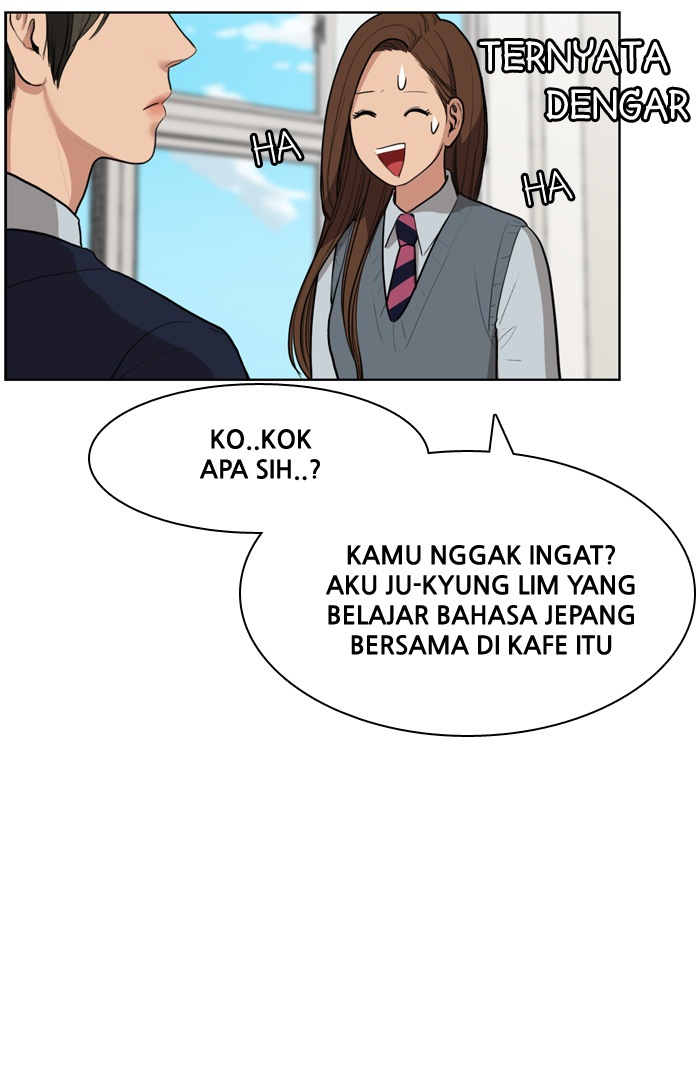 TERNYATA
DENGAR
HA
HA
KO..KOK
APA SIH..?
KAMU NGGAK INGAT?
AKU JU-KYUNG LIM YANG
BELAJAR BAHASA JEPANG
BERSAMA DI KAFE ITU